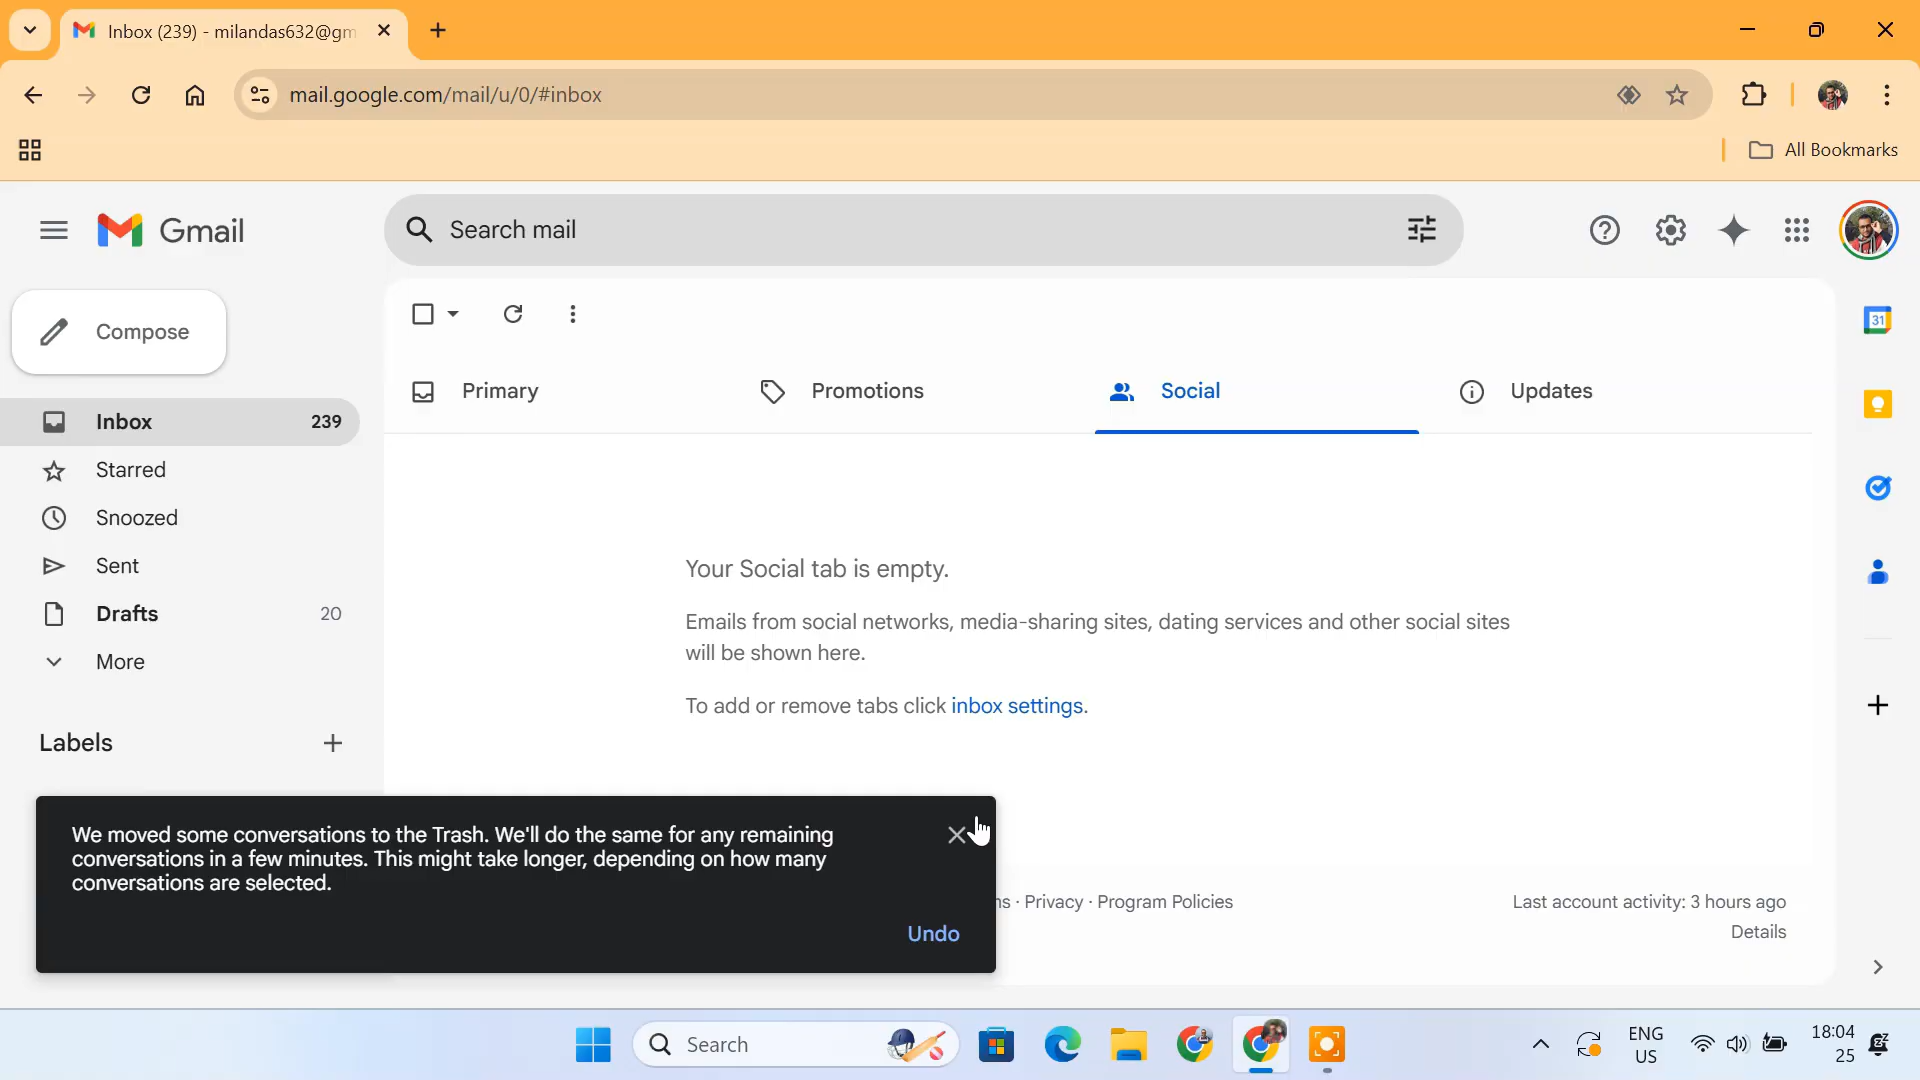 Inbox (239) - milandas632@gm
mail.google.com/mail/u/0/#inbox
All Bookmarks
Gmail
Search mail
Compose
Primary
Promotions
Social
Updates
Inbox 239
Starred
Snoozed
Sent
Drafts 20
More
Labels
31
Your Social tab is empty.
Emails from social networks, media-sharing sites, dating services and other social sites
will be shown here.
To add or remove tabs click inbox settings.
We moved some conversations to the Trash. We'll do the same for any remaining
conversations in a few minutes. This might take longer, depending on how many
conversations are selected.
Undo
· Privacy · Program Policies
Last account activity: 3 hours ago
Details
Search
ENG
US
18:04
25